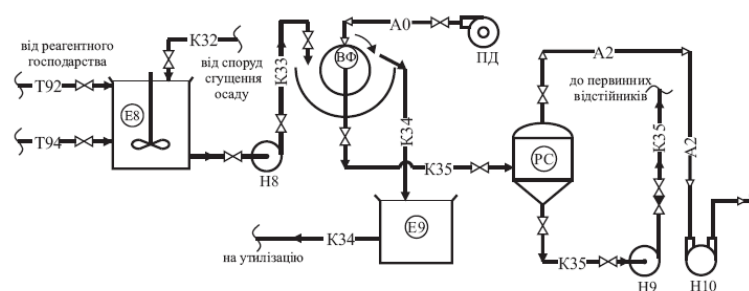 від реагентного
господарства
Т92
Т94
К32
від споруд
згущення
осаду
Е8
Н8
К33
А0
ПД
ВФ
К34
К35
Е9
К34
на утилізацію
А2
РС
до первинних
відстійників
К35
А2
К35
Н9
Н10